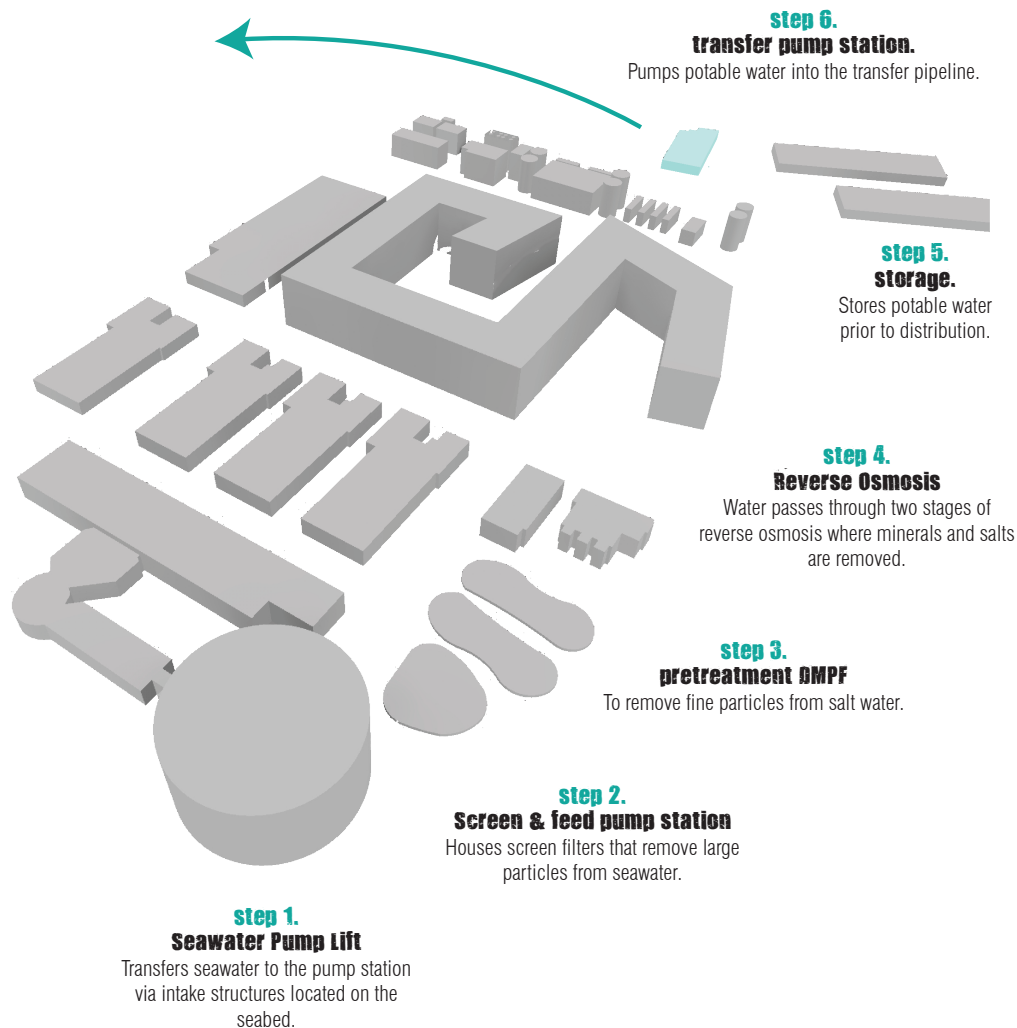 step 6.
transfer pump station.
Pumps potable water into the transfer pipeline.
step 5.
storage.
Stores potable water
prior to distribution.
step 4.
Reverse Osmosis
Water passes through two stages of
reverse osmosis where minerals and salts
are removed.
step 3.
pretreatment DMPF
To remove fine particles from salt water.
step 2.
Screen & feed pump station
Houses screen filters that remove large
particles from seawater.
step 1.
Seawater Pump Lift
Transfers seawater to the pump station
via intake structures located on the
seabed.